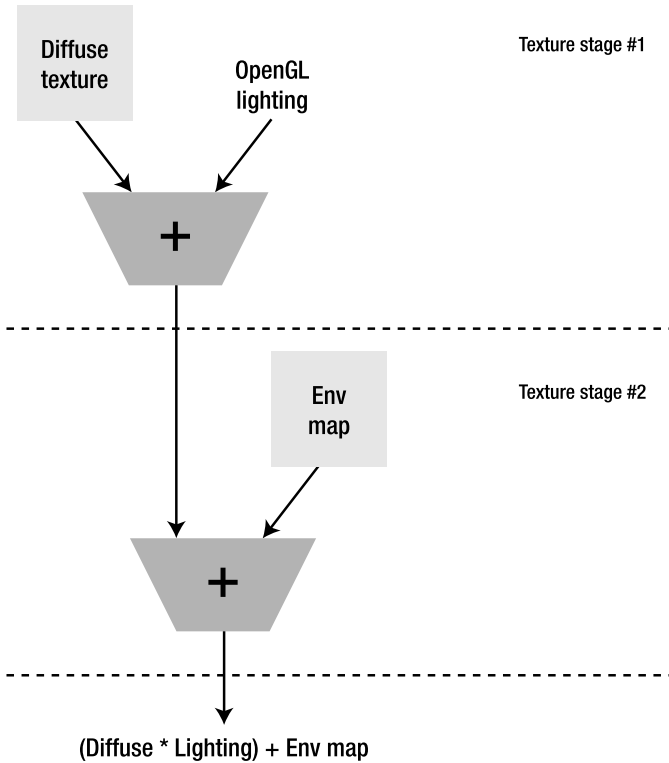 Diffuse
texture
OpenGL
lighting
Texture stage #1
+
Env
map
Texture stage #2
+
(Diffuse * Lighting) + Env map